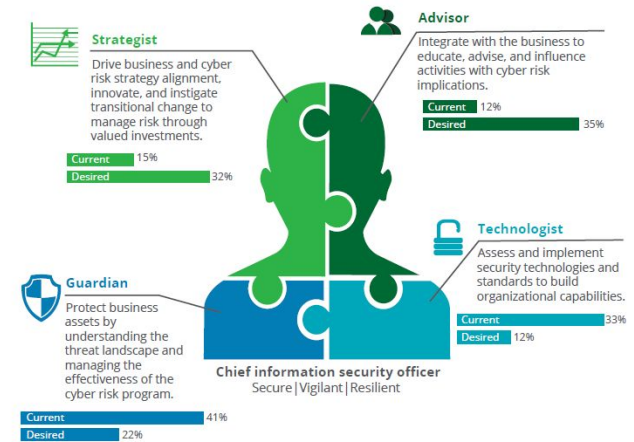 Strategist
Drive business and cyber
risk strategy alignment,
innovate, and instigate
transitional change to
manage risk through
valued investments.
Current 15%
Desired 32%
Advisor
Integrate with the business to
educate, advise, and influence
activities with cyber risk
implications.
Current 12%
Desired 35%
Guardian
Protect business
assets by
understanding the
threat landscape and
managing the
effectiveness of the
cyber risk program.
Current 41%
Desired 22%
Technologist
Assess and implement
security technologies and
standards to build
organizational capabilities.
Current 33%
Desired 12%
Chief information security officer
Secure|Vigilant|Resilient